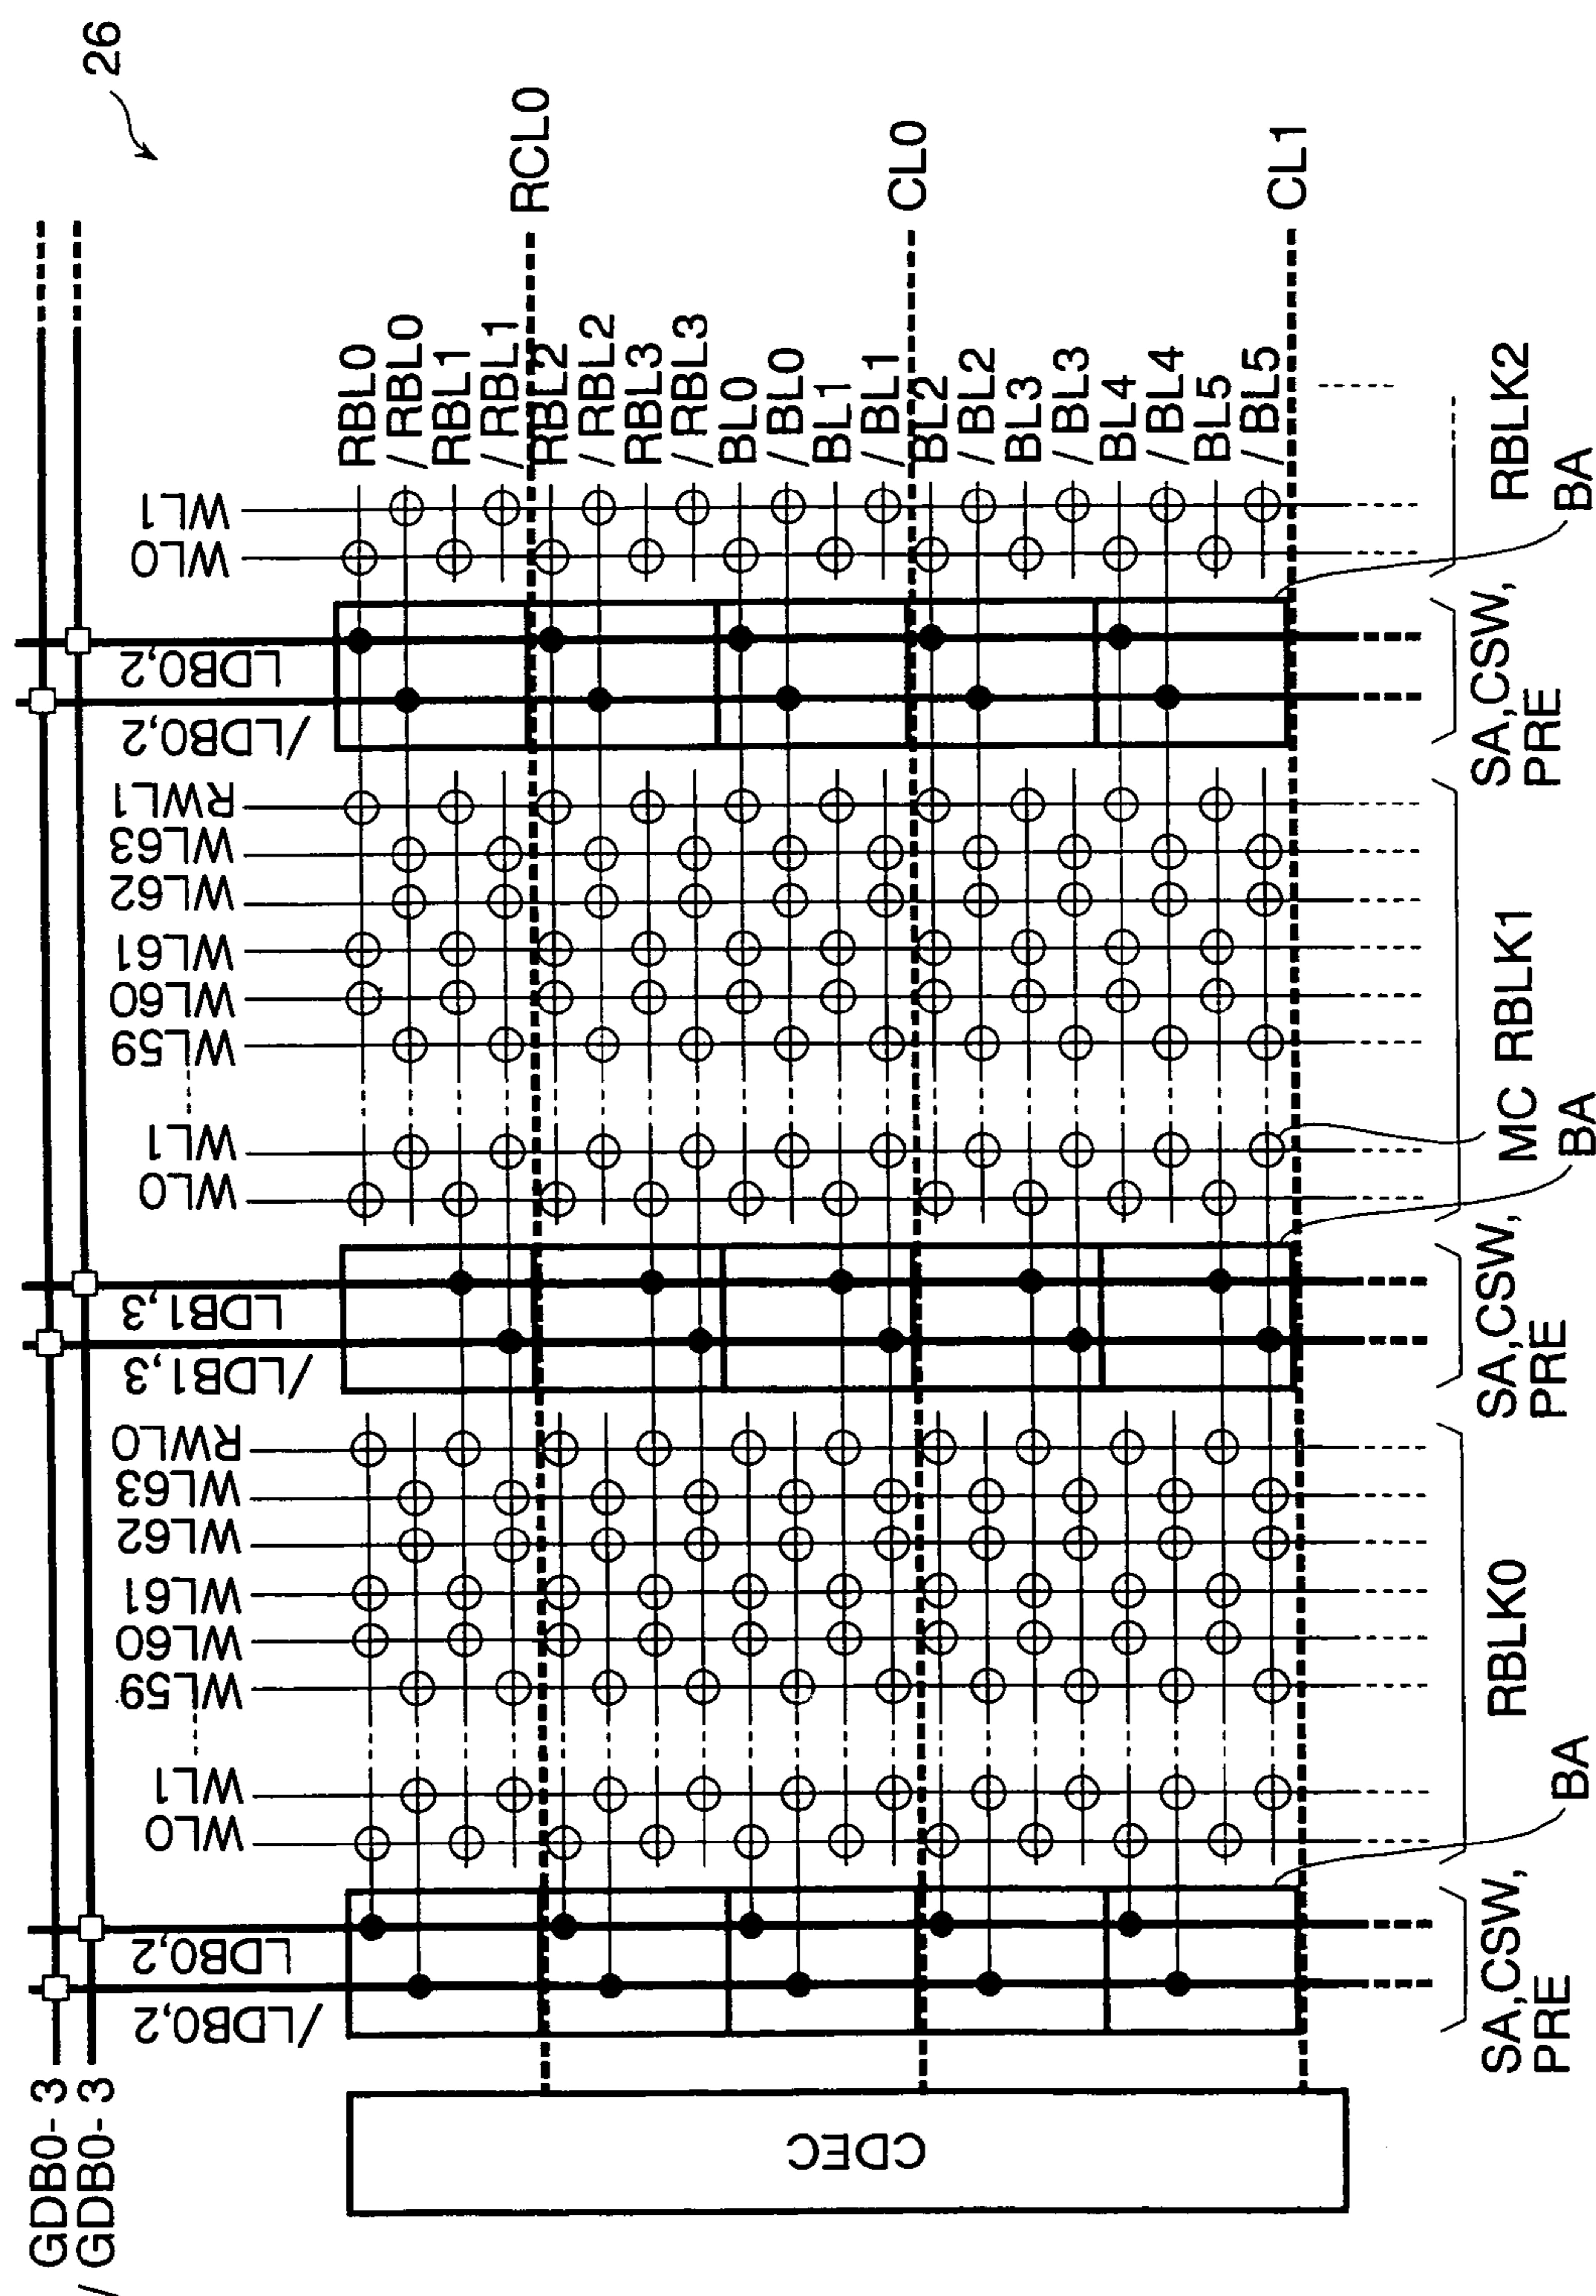 26
GDB0- 3
/ GDB0- 3
RCL0
CL0
CL1
RBL0
/RBL0
RBL1
/RBL1
RBL2
/RBL2
RBL3
/RBL3
BL0
/BL0
BL1
/BL1
BL2
/BL2
BL3
/BL3
BL4
/BL4
BL5
/BL5
CDEC
/LDB0,2
LDB0,2
WL0
WL1
WL59
WL60
WL61
WL62
WL63
RWL0
/LDB1,3
LDB1,3
WL0
WL1
WL59
WL60
WL61
WL62
WL63
RWL1
/LDB0,2
LDB0,2
WL0
WL1
SA,CSW,
PRE
BA
RBLK0
SA,CSW,
PRE
BA
MC
RBLK1
SA,CSW,
PRE
BA
RBLK2